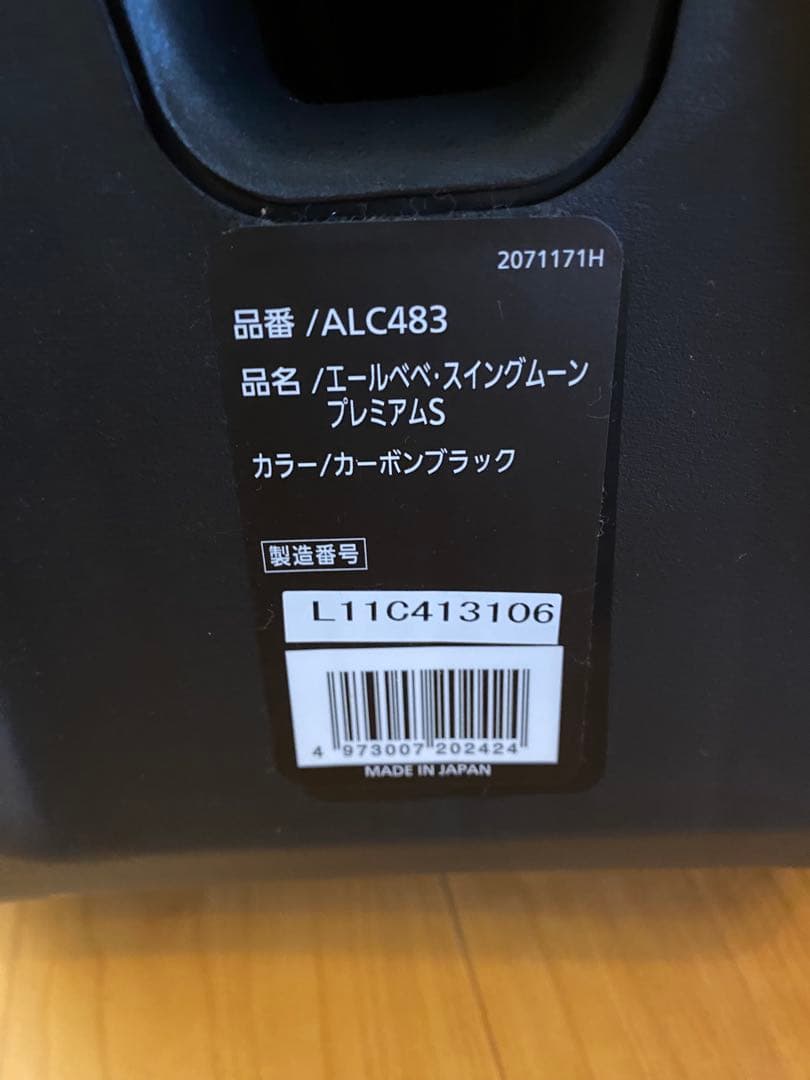 2071171H
品番 /ALC483
品名 /エールベベ・スイングムーン
プレミアムS
カラー/カーボンブラック
製造番号
L11C413106
4 973007 202424
MADE IN JAPAN